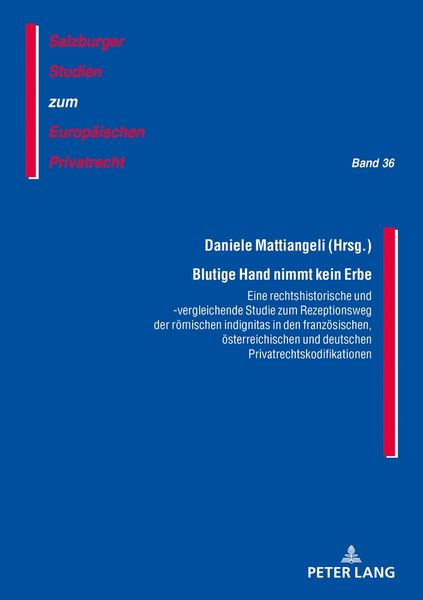 Salzburger
Studien
zum
Europäischen
Privatrecht
Band 36
Daniele Mattiangeli (Hrsg.)
Blutige Hand nimmt kein Erbe
Eine rechtshistorische und
-vergleichende Studie zum Rezeptionsweg
der römischen indignitas in den französischen,
österreichischen und deutschen
Privatrechtskodifikationen
PETER LANG